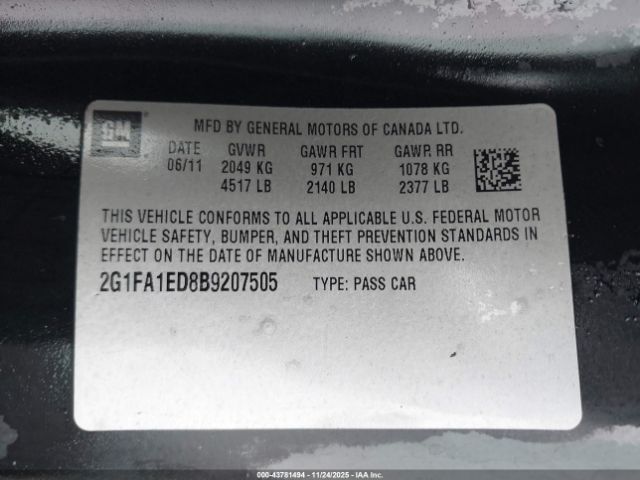 GM
MFD BY GENERAL MOTORS OF CANADA LTD.
DATE GVWR GAWR FRT GAWR RR
06/11 2049 KG 971 KG 1078 KG
4517 LB 2140 LB 2377 LB
THIS VEHICLE CONFORMS TO ALL APPLICABLE U.S. FEDERAL MOTOR
VEHICLE SAFETY, BUMPER, AND THEFT PREVENTION STANDARDS IN
EFFECT ON THE DATE OF MANUFACTURE SHOWN ABOVE.
2G1FA1ED8B9207505 TYPE: PASS CAR
000-43781494 - 11/24/2025 - IAA, Inc.